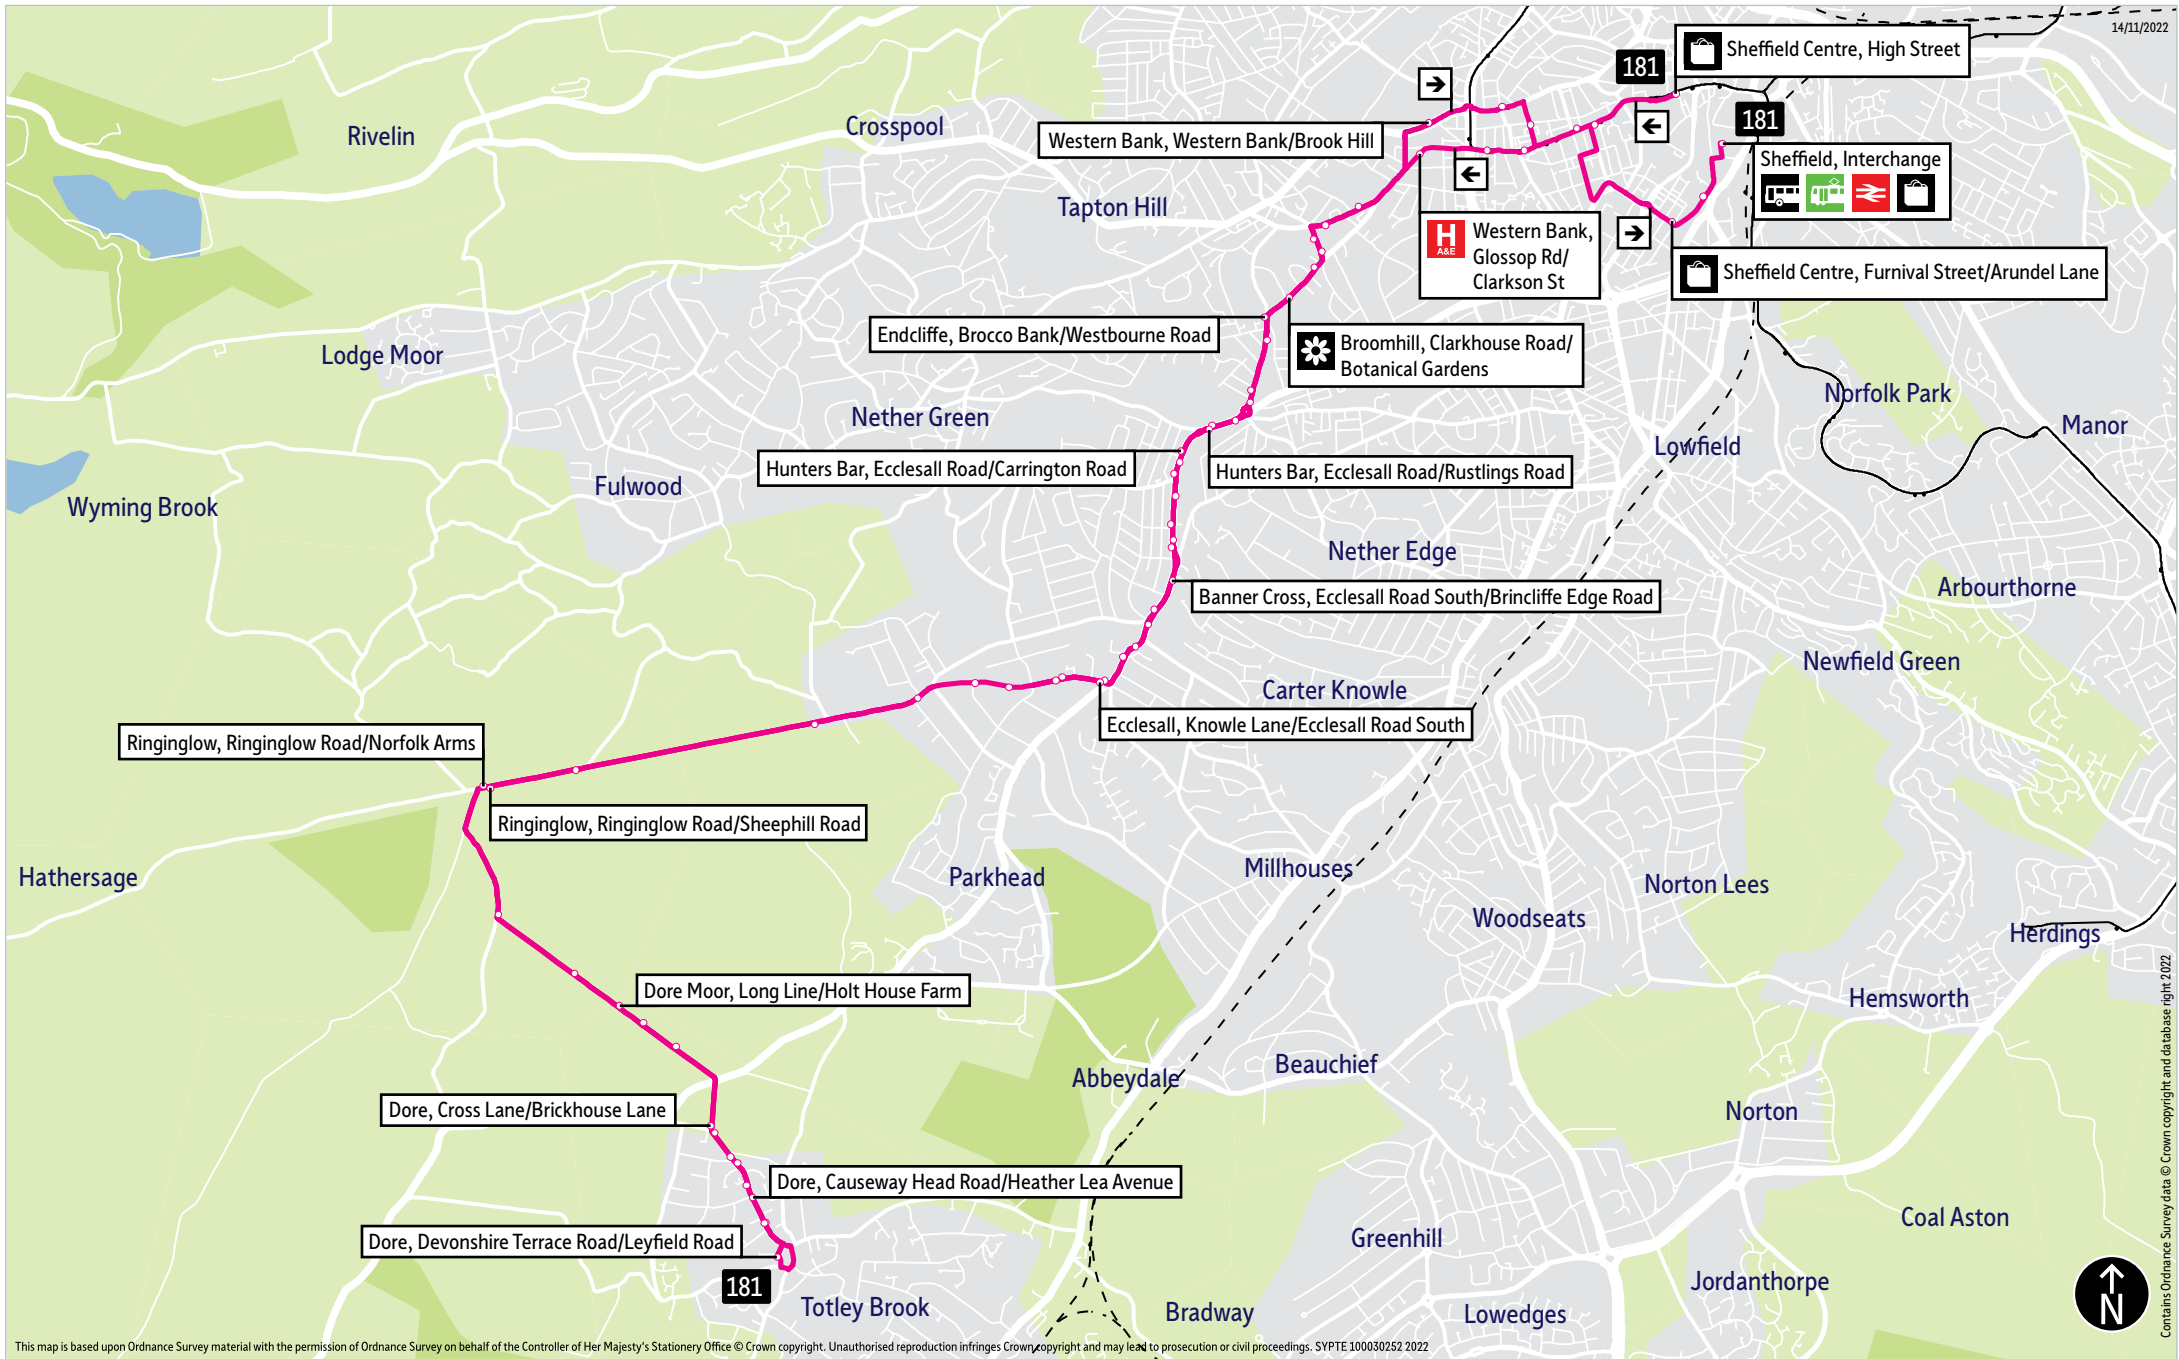 14/11/2022
181
Sheffield Centre, High Street
181
Sheffield, Interchange
Rivelin
Crosspool
Western Bank, Western Bank/Brook Hill
Tapton Hill
H
A&E
Western Bank,
Glossop Rd/
Clarkson St
Sheffield Centre, Furnival Street/Arundel Lane
Endcliffe, Brocco Bank/Westbourne Road
Broomhill, Clarkhouse Road/
Botanical Gardens
Lodge Moor
Norfolk Park
Nether Green
Manor
Lowfield
Hunters Bar, Ecclesall Road/Carrington Road
Hunters Bar, Ecclesall Road/Rustlings Road
Fulwood
Wyming Brook
Nether Edge
Arbourthorne
Banner Cross, Ecclesall Road South/Brincliffe Edge Road
Newfield Green
Carter Knowle
Ecclesall, Knowle Lane/Ecclesall Road South
Ringinglow, Ringinglow Road/Norfolk Arms
Ringinglow, Ringinglow Road/Sheephill Road
Hathersage
Parkhead
Millhouses
Norton Lees
Woodseats
Herdings
Dore Moor, Long Line/Holt House Farm
Hemsworth
Abbeydale
Beauchief
Dore, Cross Lane/Brickhouse Lane
Norton
Dore, Causeway Head Road/Heather Lea Avenue
Coal Aston
Dore, Devonshire Terrace Road/Leyfield Road
Greenhill
181
Jordanthorpe
Totley Brook
Bradway
Lowedges
N
Contains Ordnance Survey data © Crown copyright and database right 2022
This map is based upon Ordnance Survey material with the permission of Ordnance Survey on behalf of the Controller of Her Majesty's Stationery Office © Crown copyright. Unauthorised reproduction infringes Crown copyright and may lead to prosecution or civil proceedings. SYPTE 100030252 2022